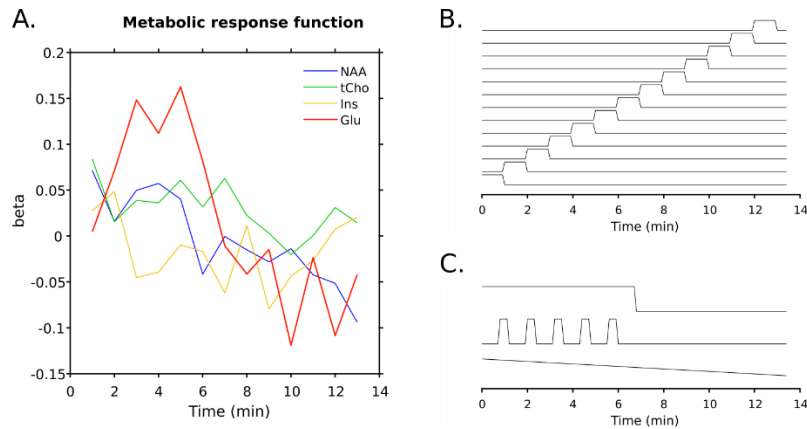 A.
Metabolic response function
0.2
0.15
0.1
0.05
0
-0.05
-0.1
-0.15
beta
NAA
tCho
Ins
Glu
0 2 4 6 8 10 12 14
Time (min)
B.
0 2 4 6 8 10 12 14
Time (min)
C.
0 2 4 6 8 10 12 14
Time (min)